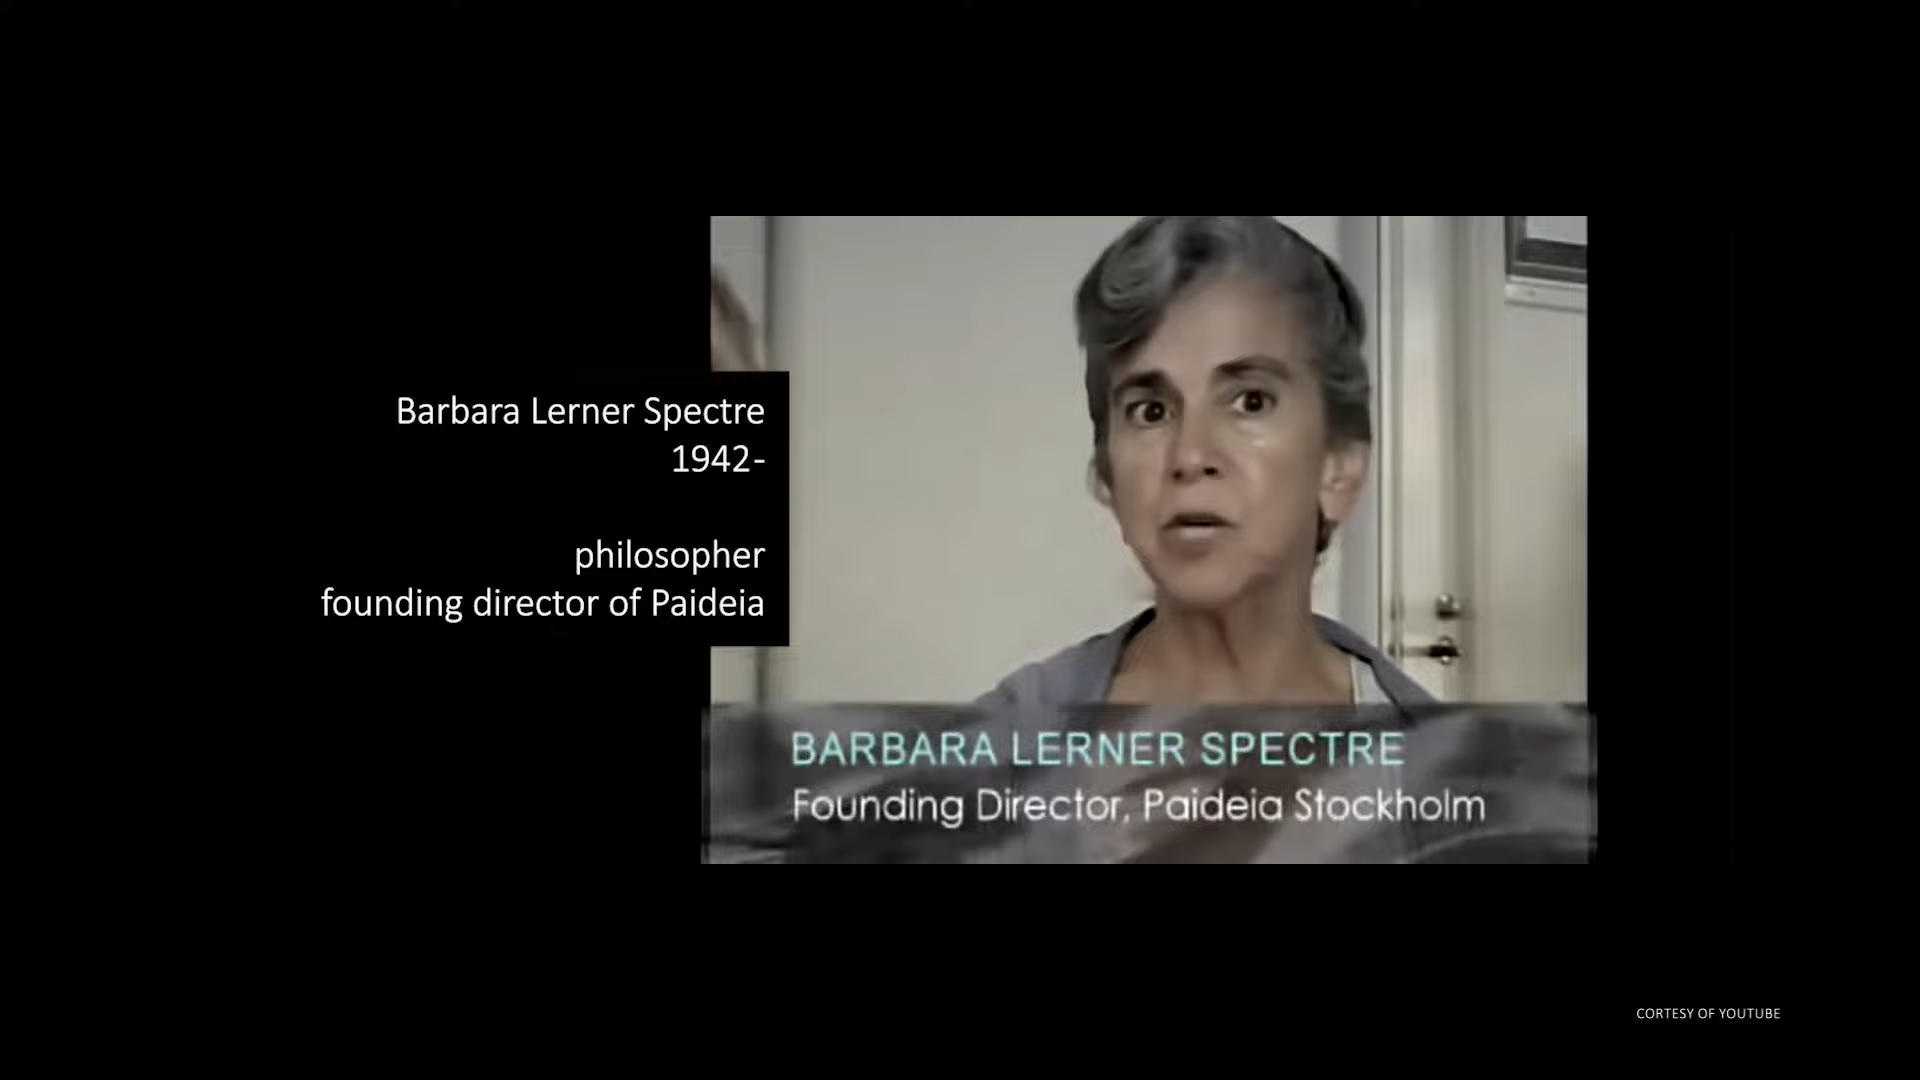 Barbara Lerner Spectre
1942-
philosopher
founding director of Paideia
BARBARA LERNER SPECTRE
Founding Director, Paideia Stockholm
CORTESY OF YOUTUBE